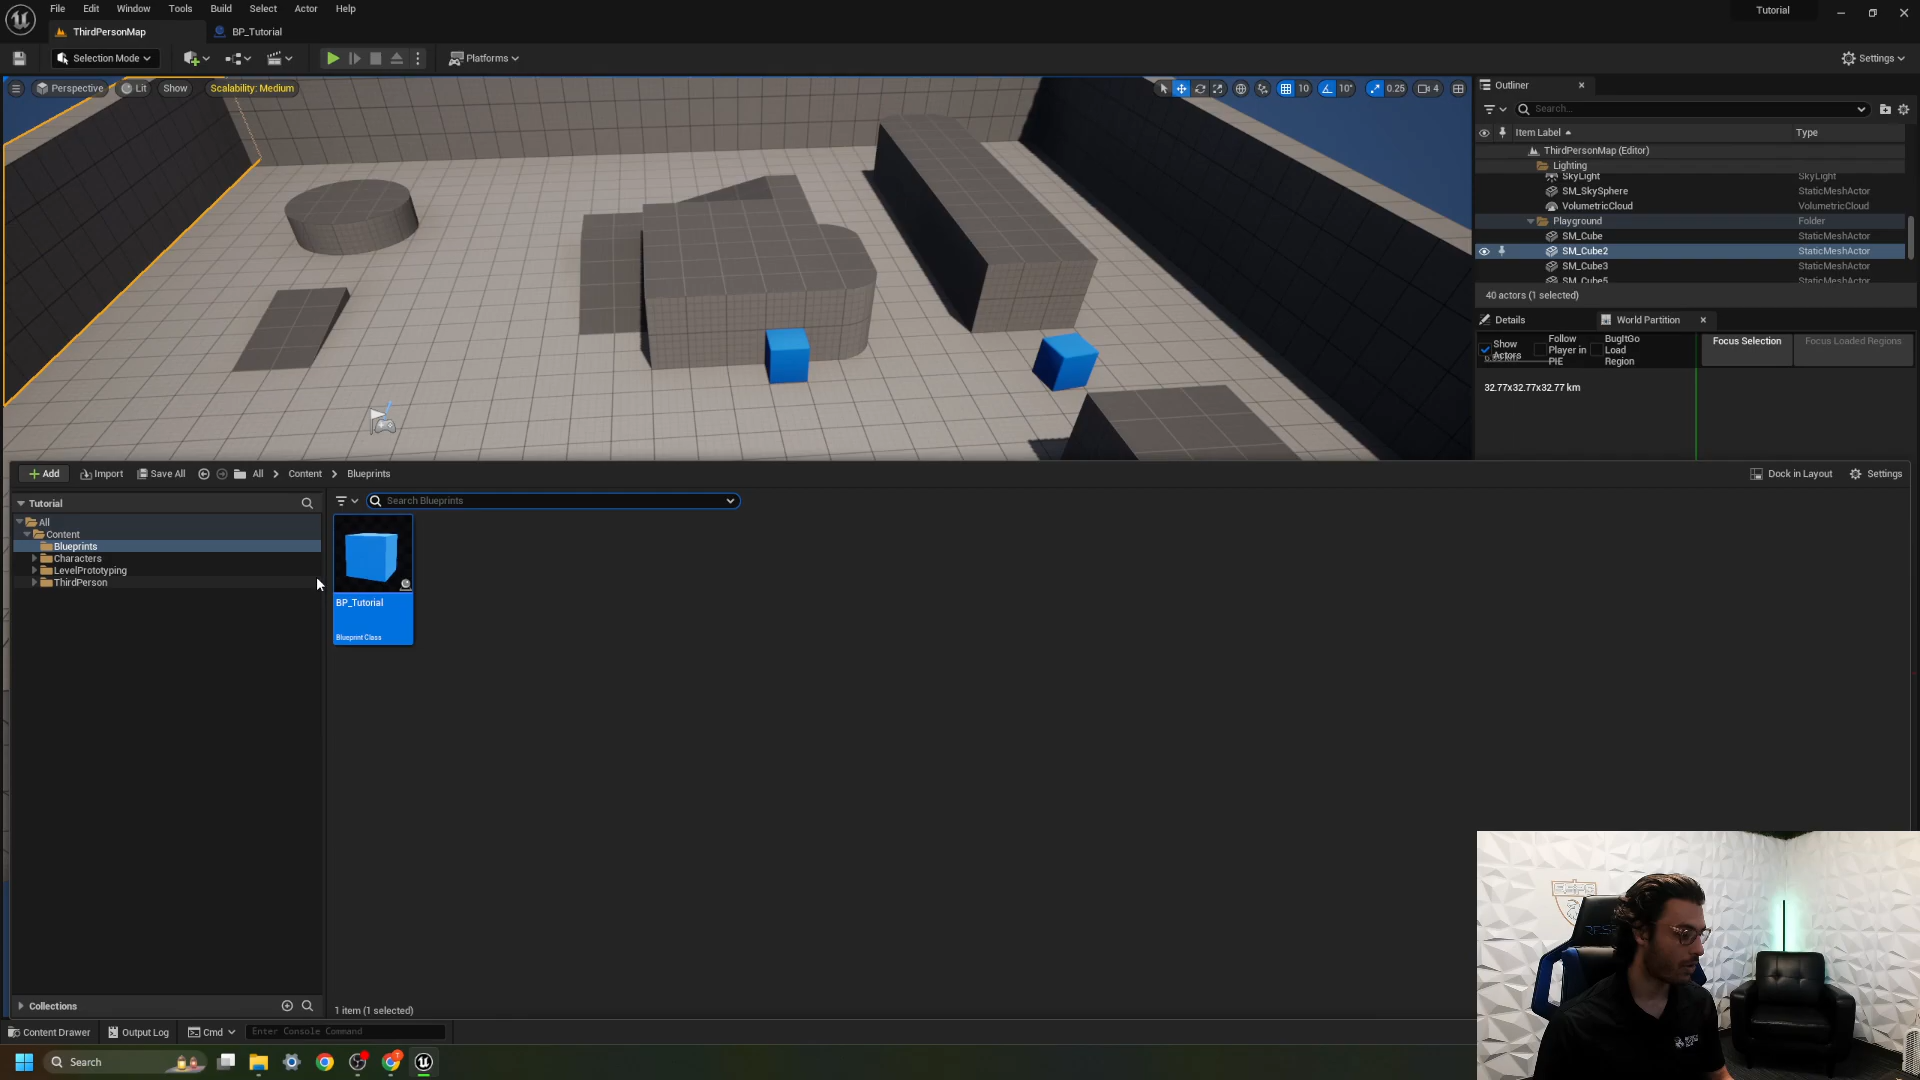 File Edit Window Tools Build Select Actor Help
Tutorial
ThirdPersonMap
BP_Tutorial
Selection Mode
Platforms
Settings
Perspective
Lit
Show
Scalability: Medium
10
10°
0.25
4
Outliner
Search...
Item Label
Type
ThirdPersonMap (Editor)
Lighting
SkyLight SkyLight
SM_SkySphere StaticMeshActor
VolumetricCloud VolumetricCloud
Playground Folder
SM_Cube StaticMeshActor
SM_Cube2 StaticMeshActor
SM_Cube3 StaticMeshActor
SM_Cube5 StaticMeshActor
40 actors (1 selected)
Details
World Partition
Show Actors
Follow Player in PIE
BugItGo Load Region
Focus Selection
Focus Loaded Regions
32.77x32.77x32.77 km
Add
Import
Save All
All
Content
Blueprints
Dock in Layout
Settings
Tutorial
Search Blueprints
All
Content
Blueprints
Characters
LevelPrototyping
ThirdPerson
BP_Tutorial
Blueprint Class
Collections
1 item (1 selected)
Content Drawer
Output Log
Cmd
Enter Console Command
Search